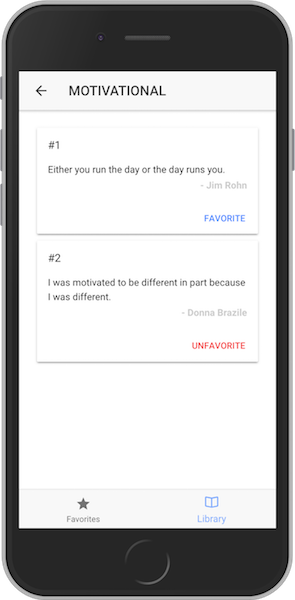 MOTIVATIONAL
#1
Either you run the day or the day runs you.
- Jim Rohn
FAVORITE
#2
I was motivated to be different in part because
I was different.
- Donna Brazile
UNFAVORITE
Favorites
Library